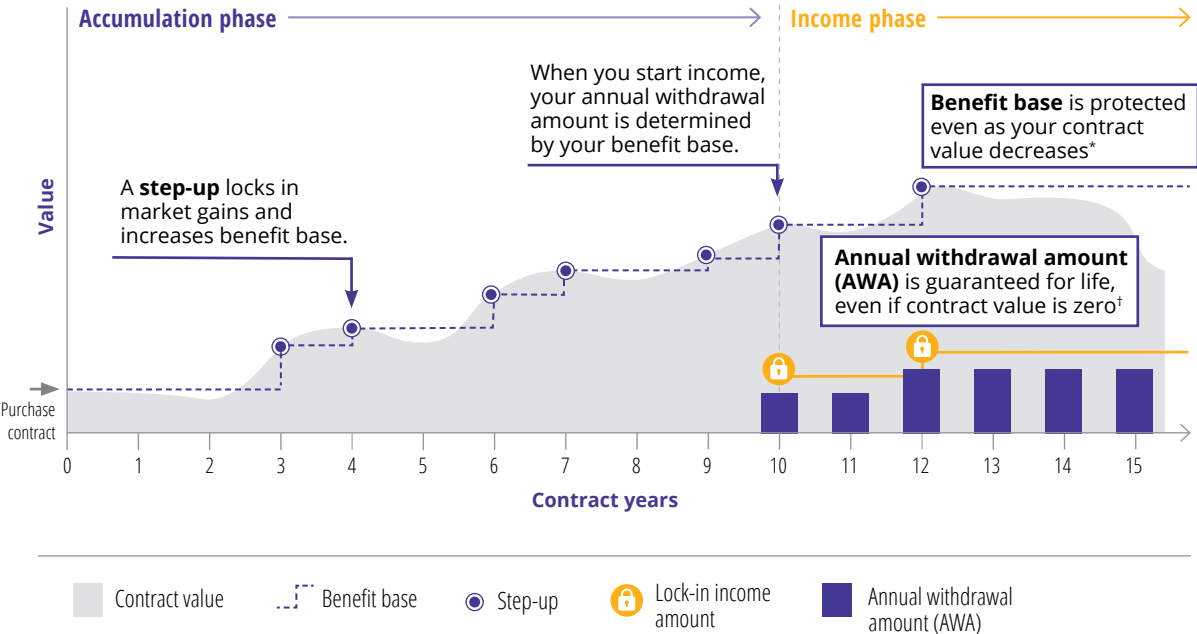 Accumulation phase
Income phase
When you start income,
your annual withdrawal
amount is determined
by your benefit base.
Benefit base is protected
even as your contract
value decreases*
A step-up locks in
market gains and
increases benefit base.
Annual withdrawal amount
(AWA) is guaranteed for life,
even if contract value is zero†
Value
Purchase
contract
0 1 2 3 4 5 6 7 8 9 10 11 12 13 14 15
Contract years
Contract value
Benefit base
Step-up
Lock-in income
amount
Annual withdrawal
amount (AWA)